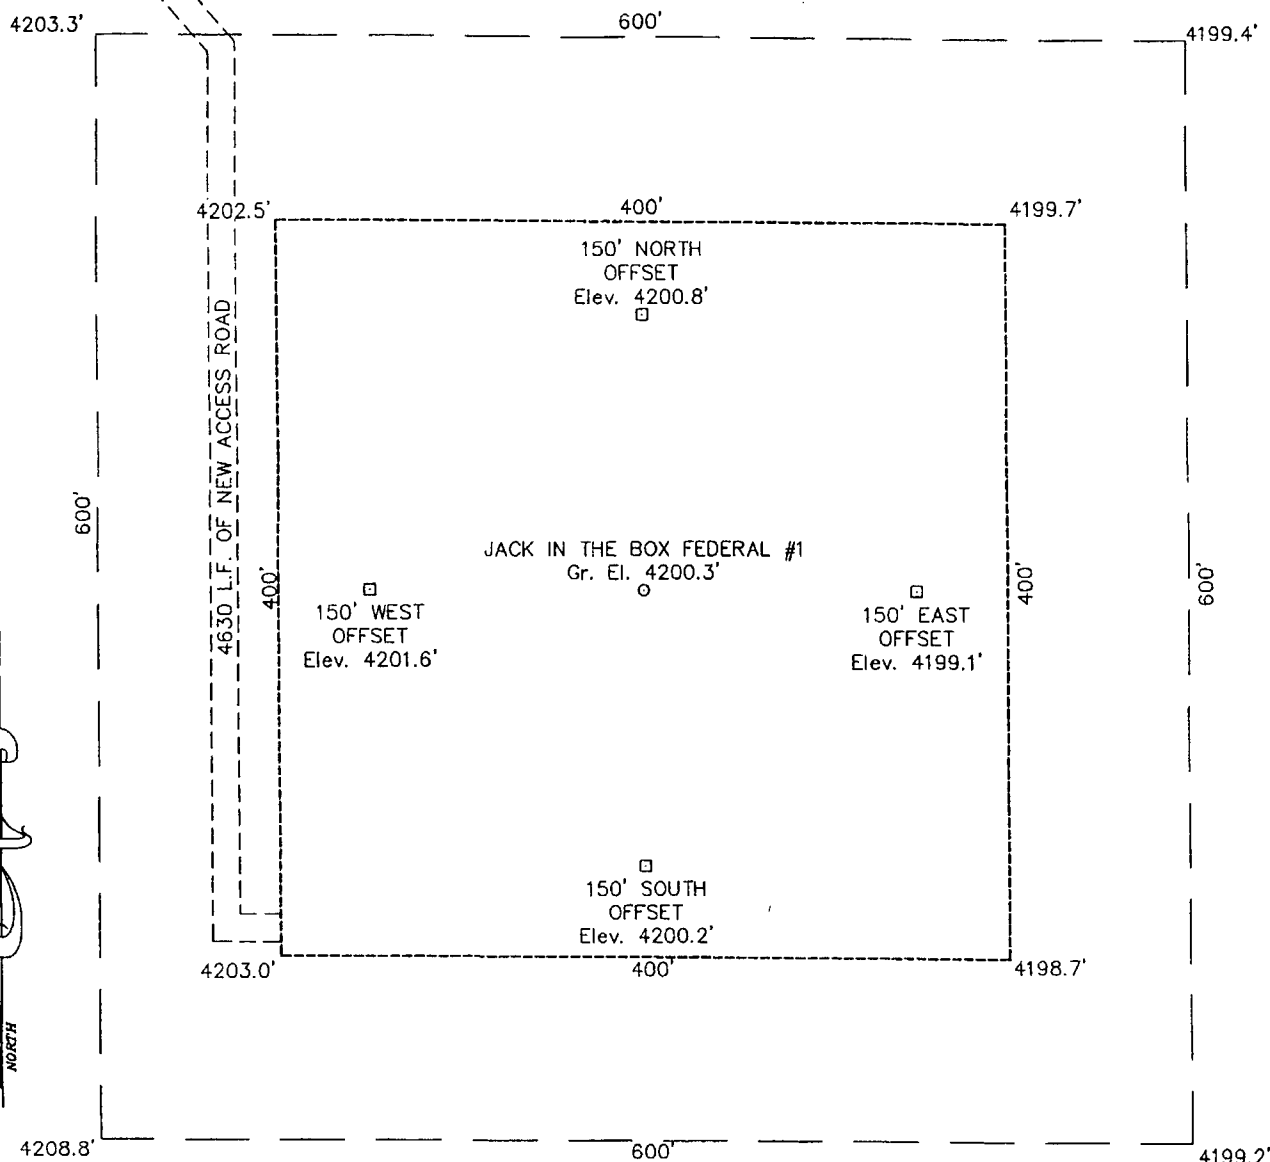 4203.3'
600'
4199.4'
4202.5'
400'
4199.7'
150' NORTH
OFFSET
Elev. 4200.8'
4630 L.F. OF NEW ACCESS ROAD
600'
JACK IN THE BOX FEDERAL #1
Gr. El. 4200.3'
400'
150' WEST
OFFSET
Elev. 4201.6'
150' EAST
OFFSET
Elev. 4199.1'
400'
600'
150' SOUTH
OFFSET
Elev. 4200.2'
4203.0'
400'
4198.7'
NORTH
4208.8'
600'
4199.2'